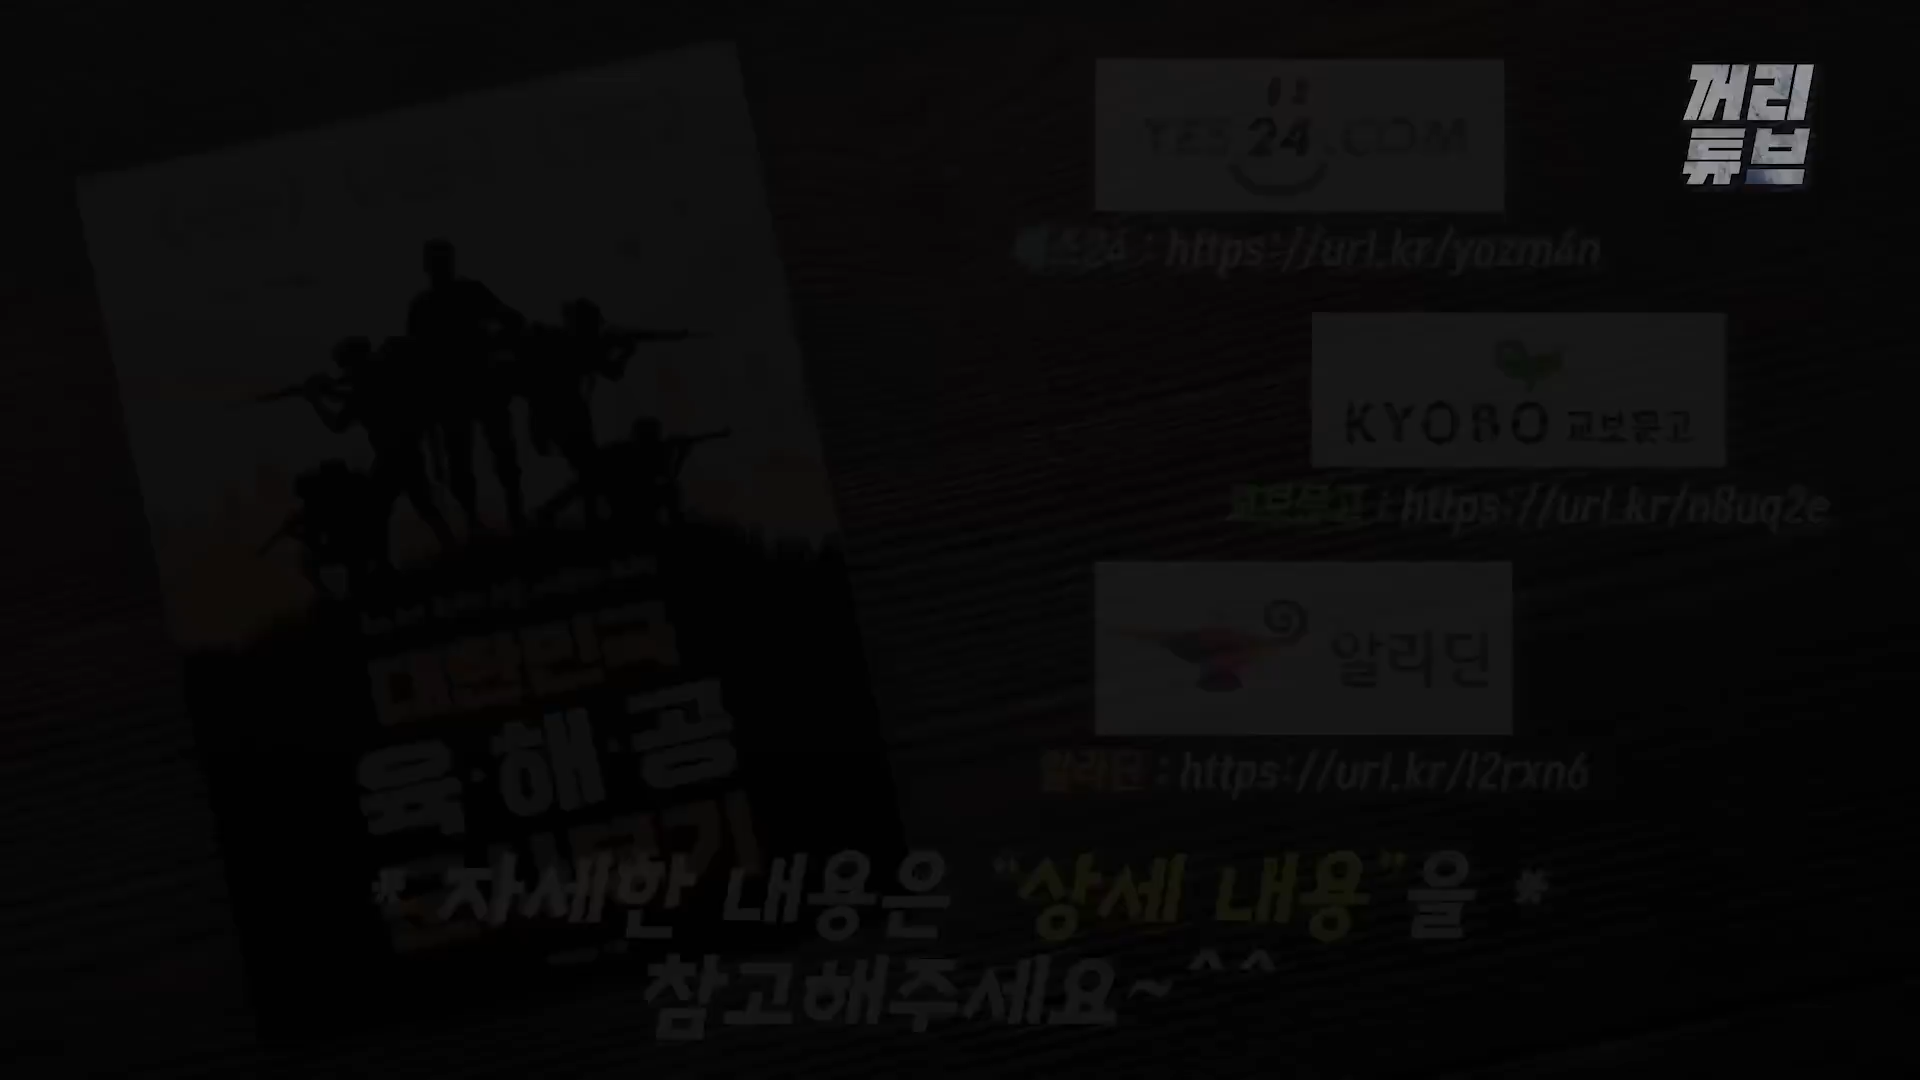 꺼리
튜브
YES24.COM
예스24 : https://url.kr/yozm4n
KYOBO 교보문고
교보문고 : https://url.kr/n8uq2e
알라딘
알라딘 : https://url.kr/l2rxn6
대한민국
육·해·공
* 자세한 내용은 "상세 내용"을 *
참고해주세요~^^